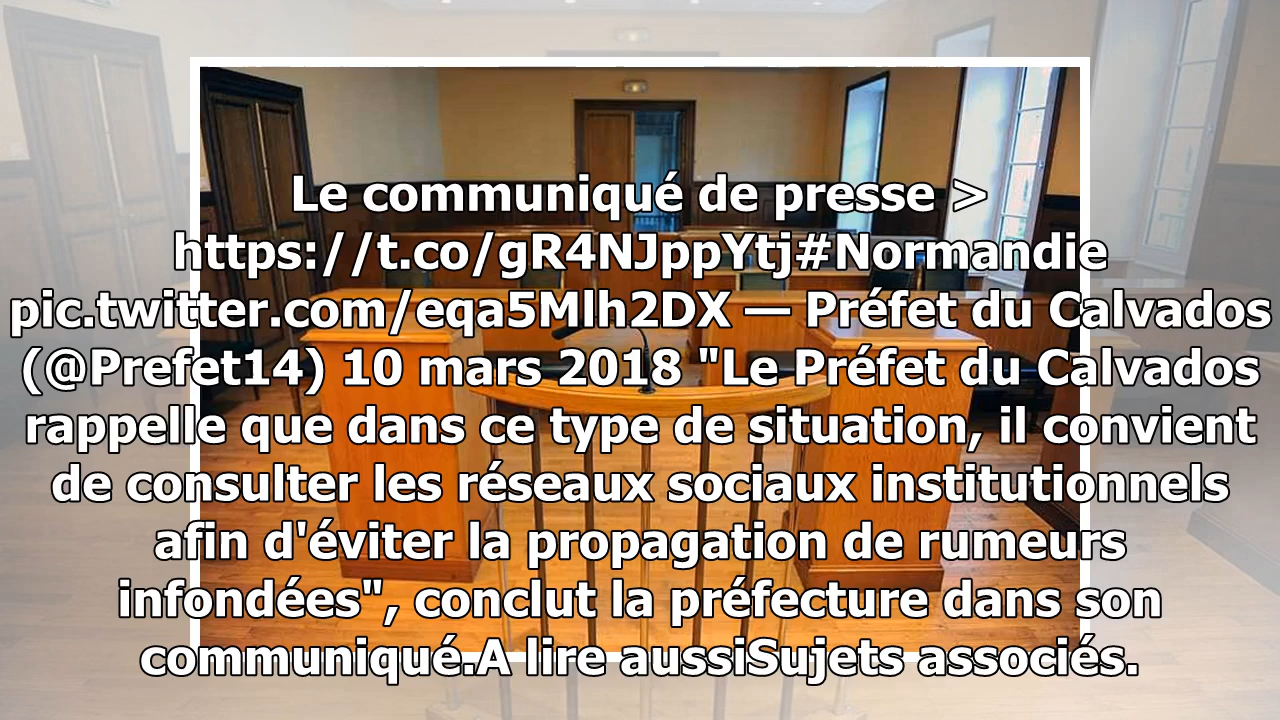 Le communiqué de presse >
https://t.co/gR4NJppYtj#Normandie
pic.twitter.com/eqa5Mlh2DX — Préfet du Calvados
(@Prefet14) 10 mars 2018 "Le Préfet du Calvados
rappelle que dans ce type de situation, il convient
de consulter les réseaux sociaux institutionnels
afin d'éviter la propagation de rumeurs
infondées", conclut la préfecture dans son
communiqué.A lire aussiSujets associés.